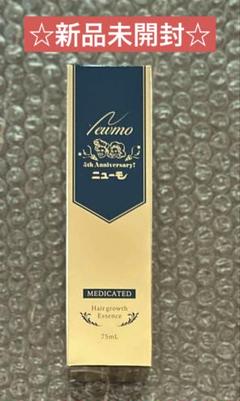 ☆新品未開封☆
Newmo
5th Anniversary!
ニューモ
MEDICATED
Hair growth
Essence
75mL